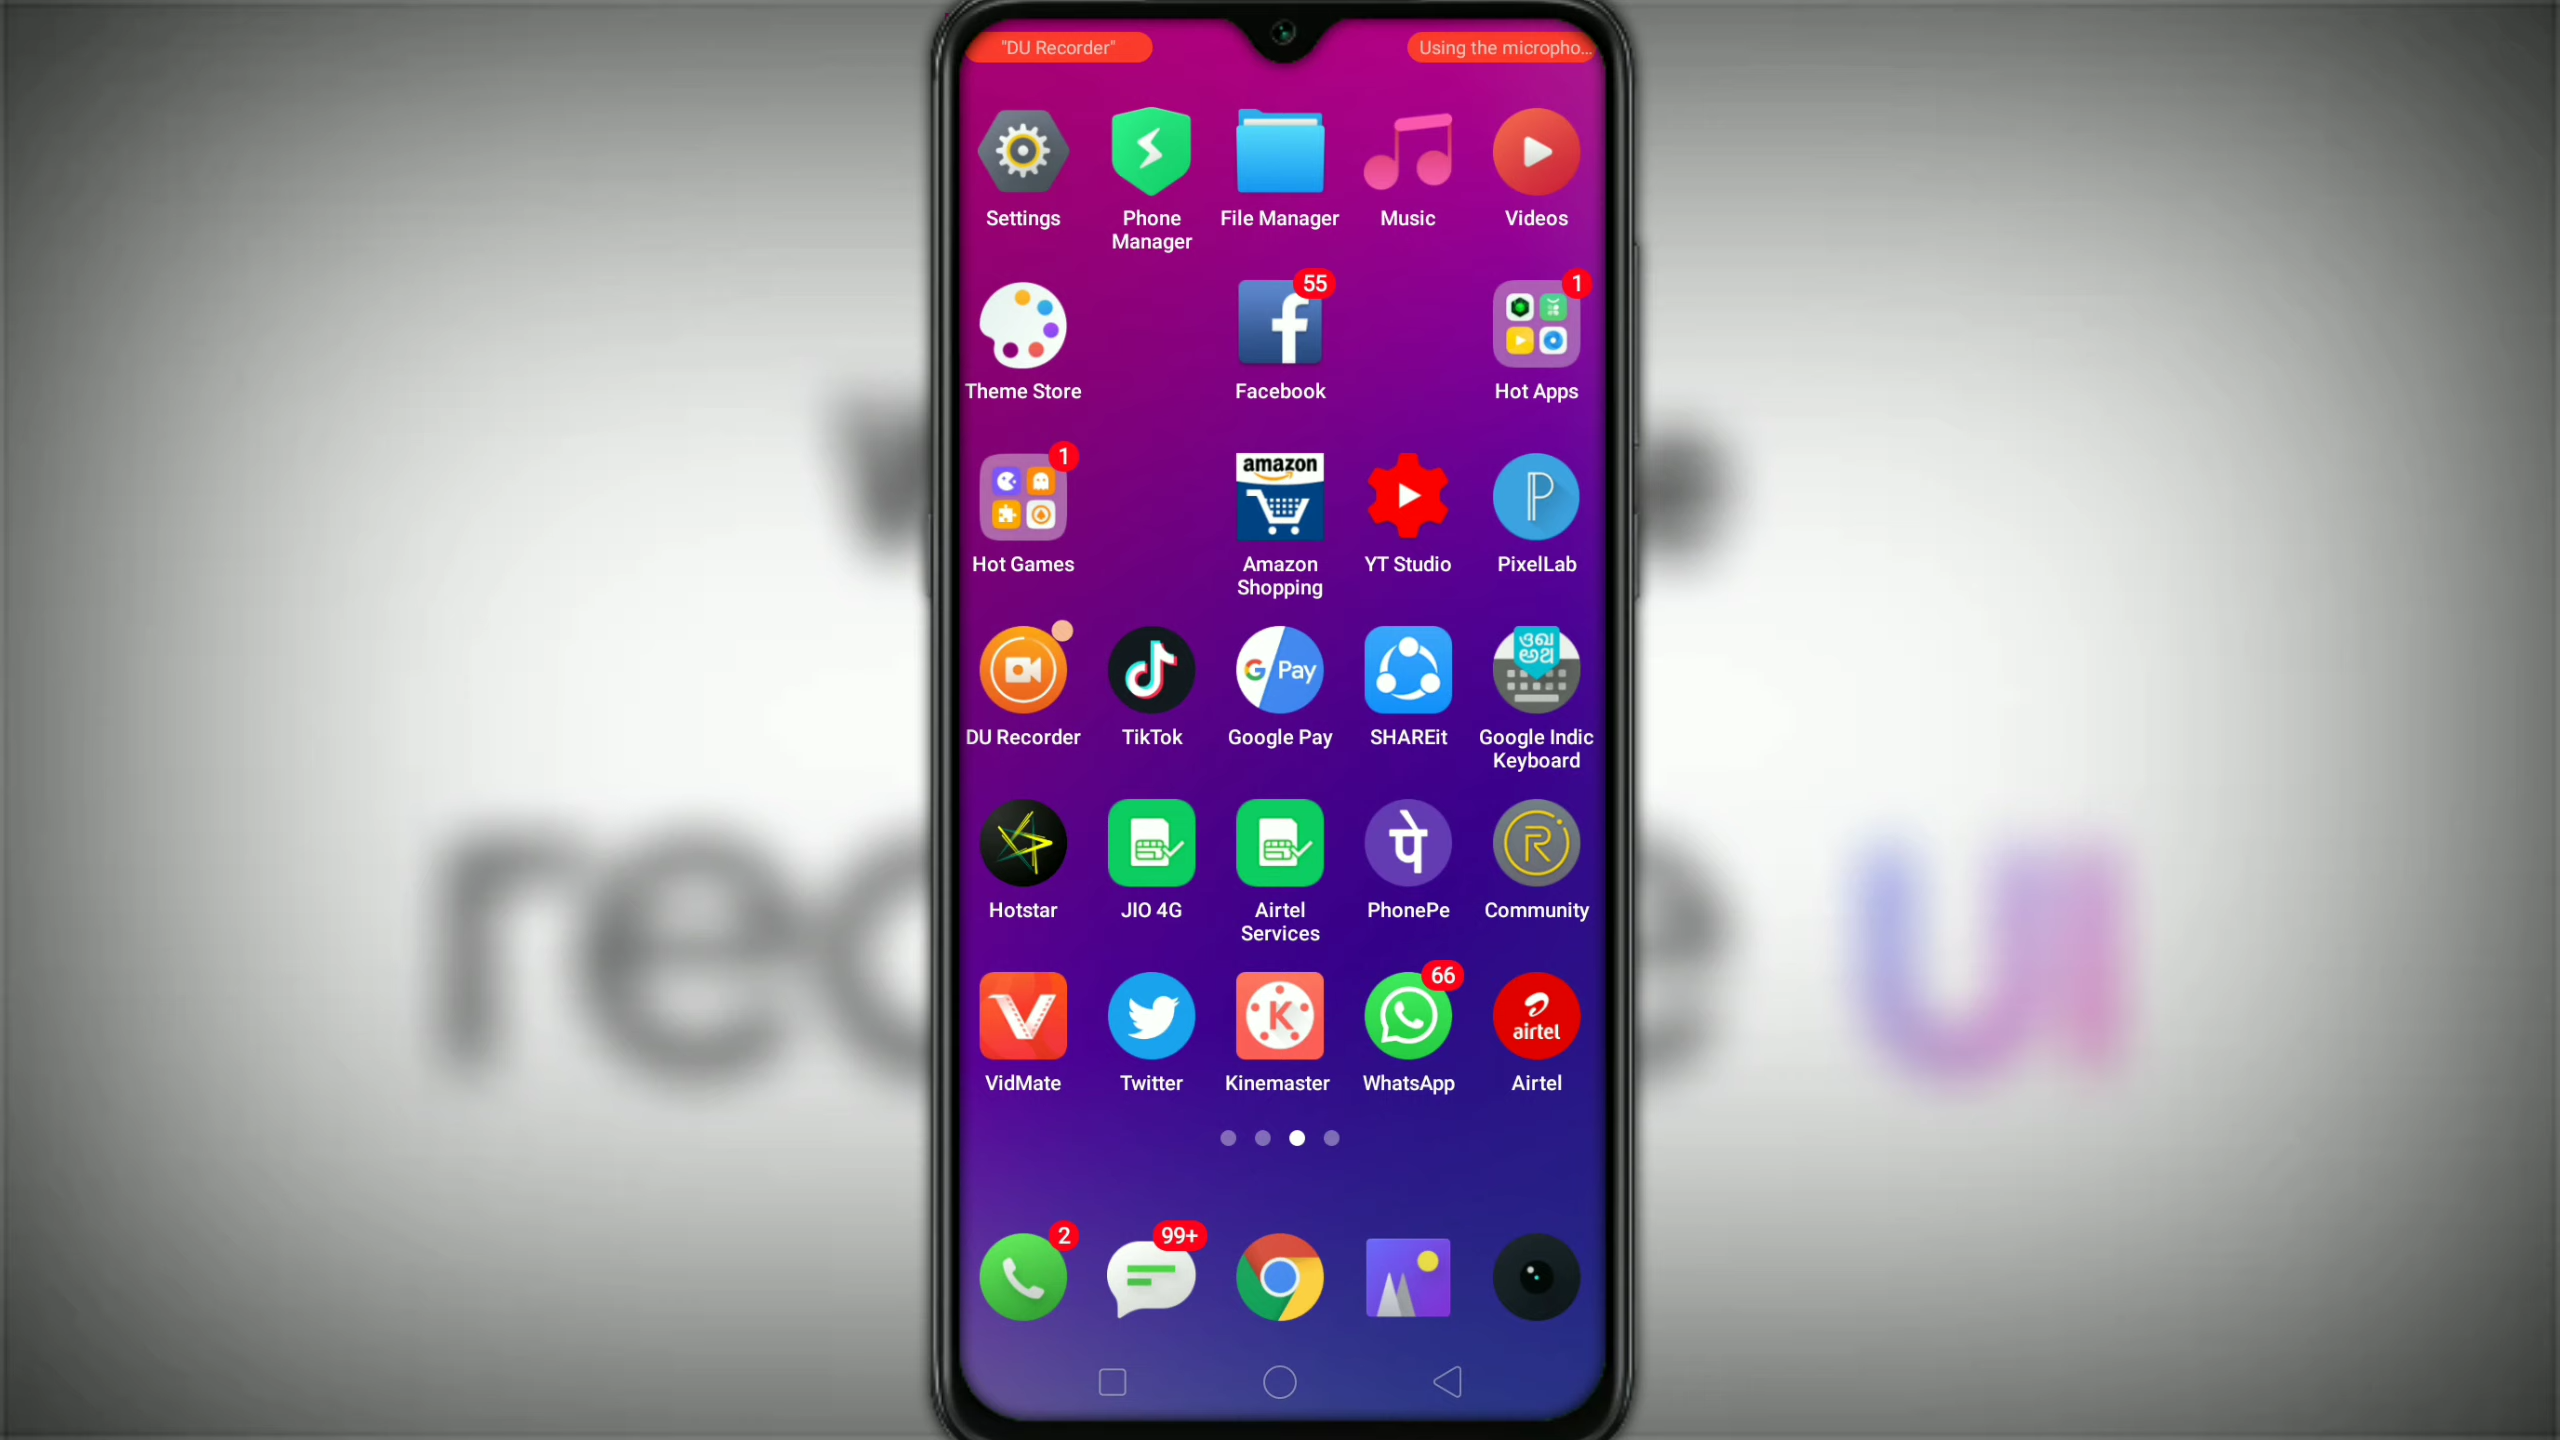 "DU Recorder"
Using the micropho...
Settings
Phone
Manager
File Manager
Music
Videos
55
1
Theme Store
Facebook
Hot Apps
1
amazon
Hot Games
Amazon
Shopping
YT Studio
PixelLab
G Pay
ഓഖ
అఠ
DU Recorder
TikTok
Google Pay
SHAREit
Google Indic
Keyboard
पे
R
Hotstar
JIO 4G
Airtel
Services
PhonePe
Community
66
K
airtel
VidMate
Twitter
Kinemaster
WhatsApp
Airtel
2
99+